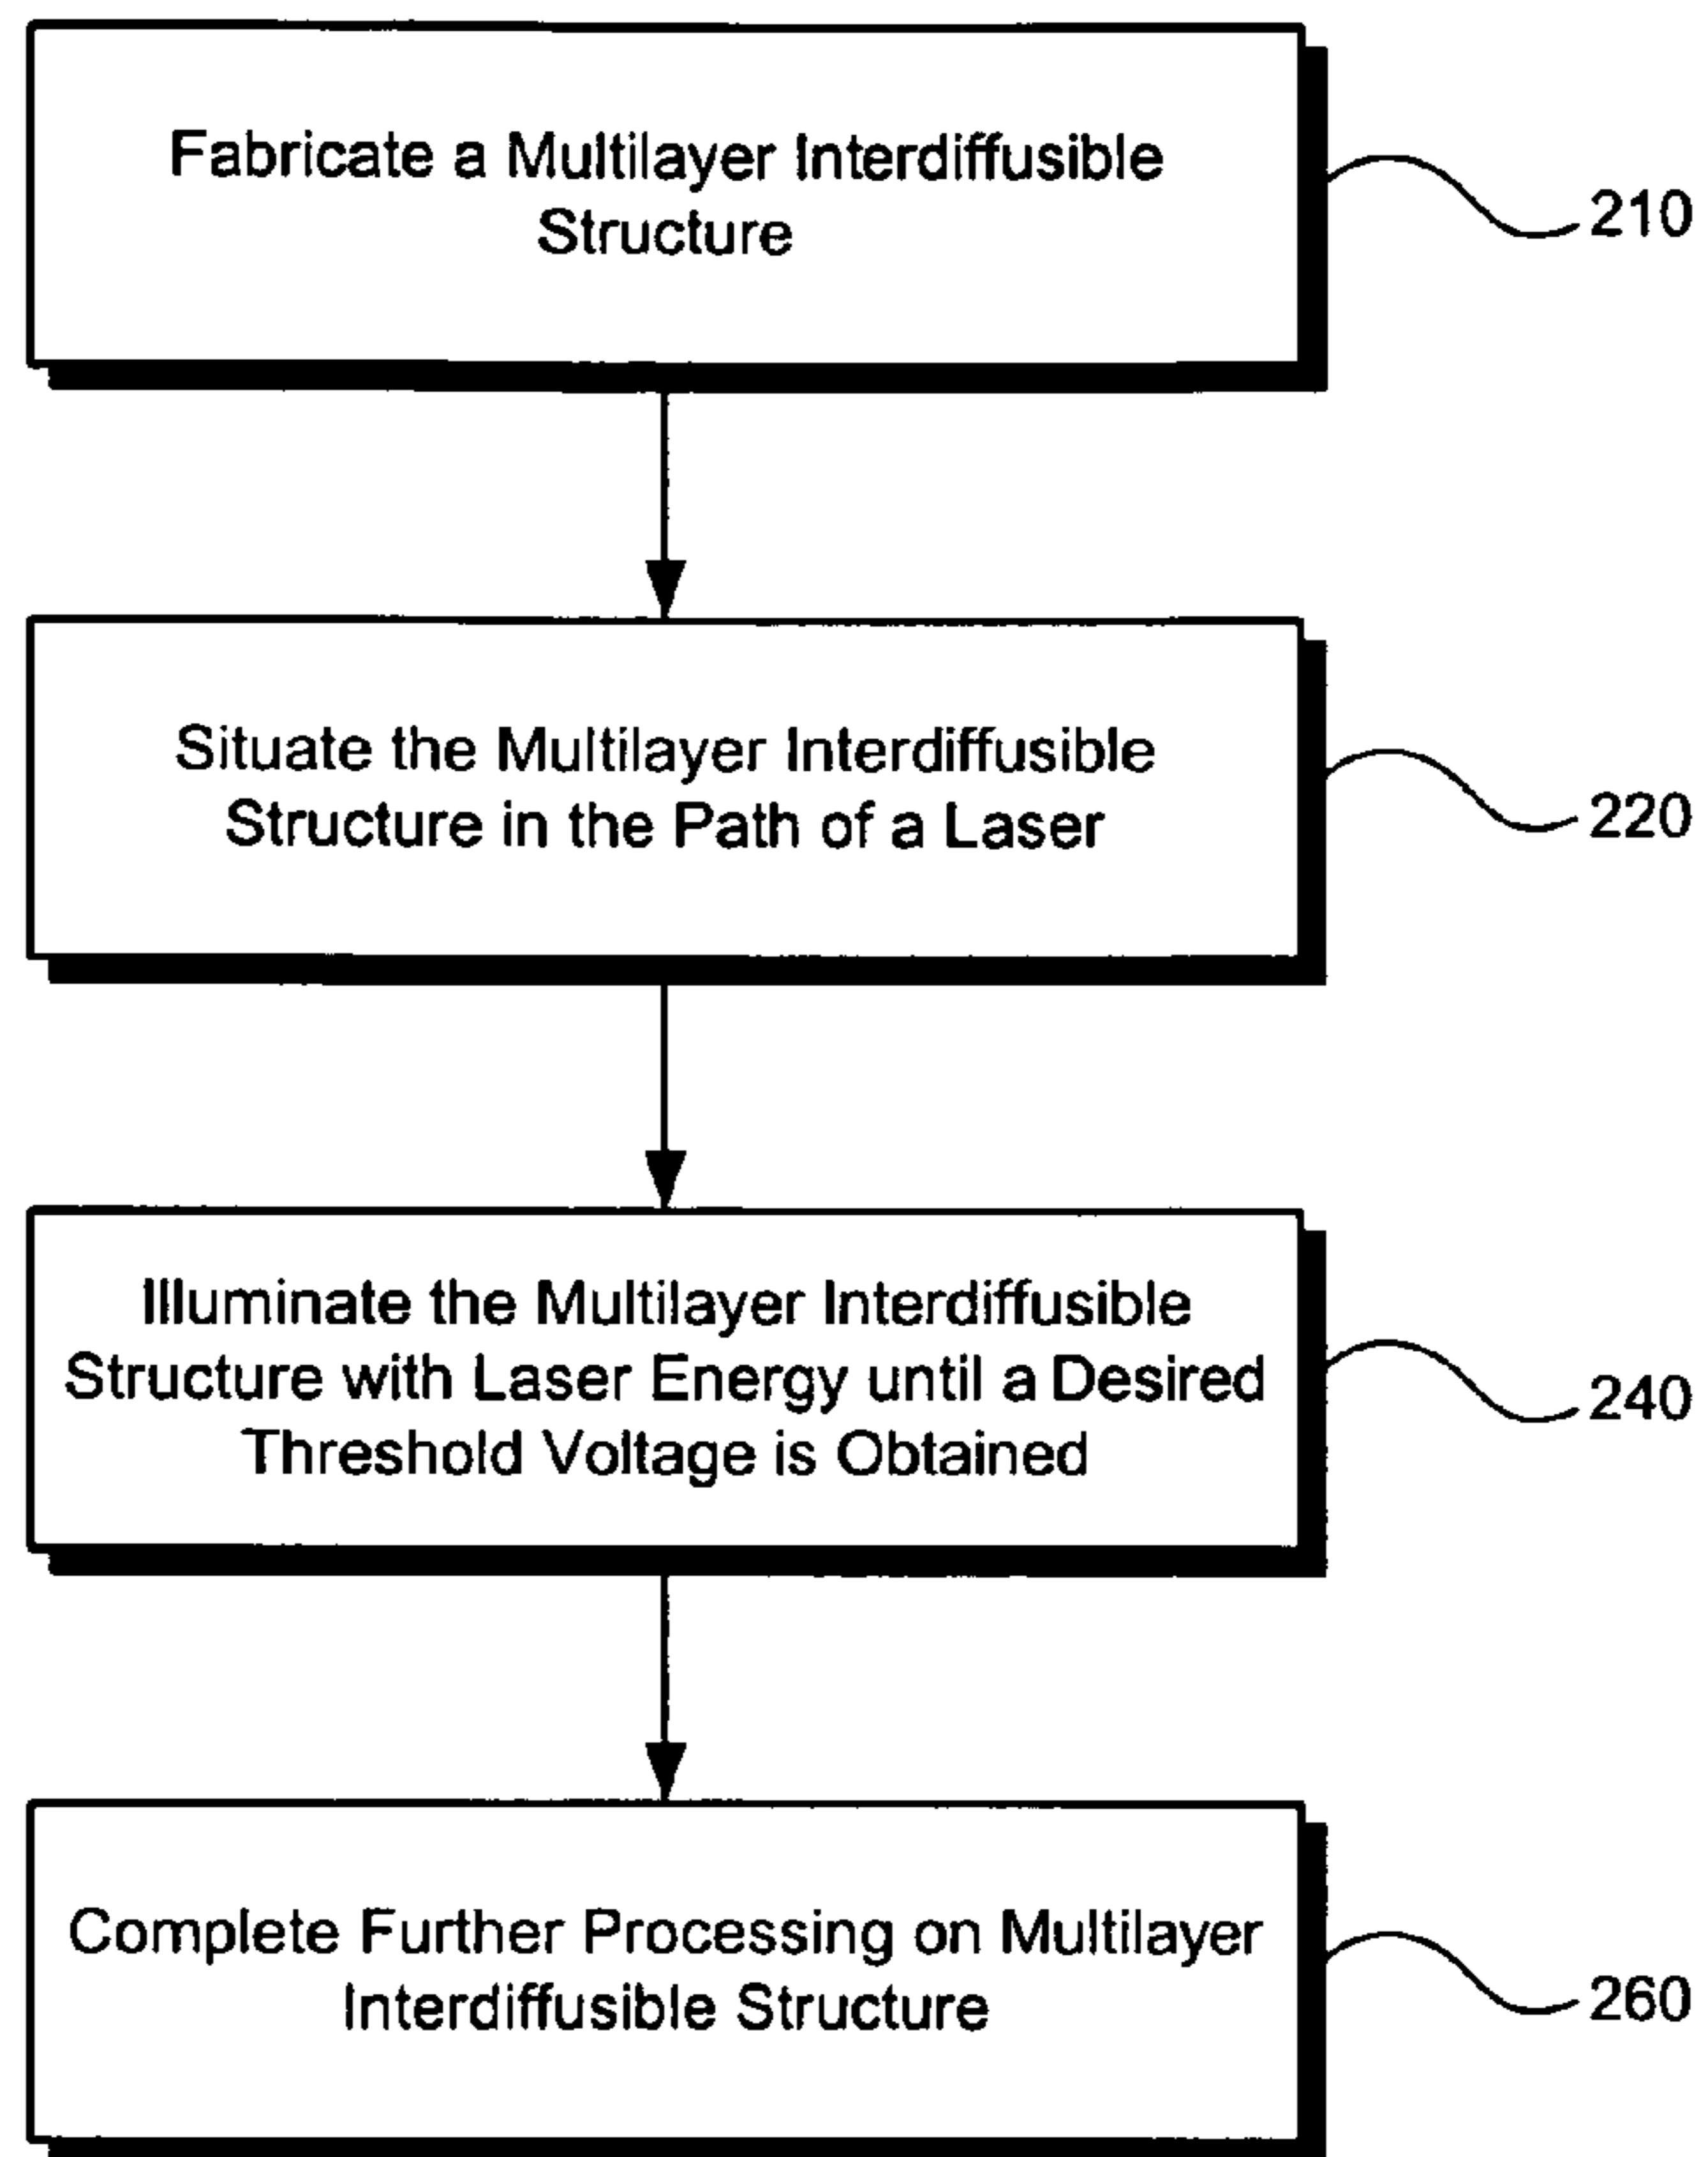 Fabricate a Multilayer Interdiffusible
Structure
210
Situate the Multilayer Interdiffusible
Structure in the Path of a Laser
220
Illuminate the Multilayer Interdiffusible
Structure with Laser Energy until a Desired
Threshold Voltage is Obtained
240
Complete Further Processing on Multilayer
Interdiffusible Structure
260